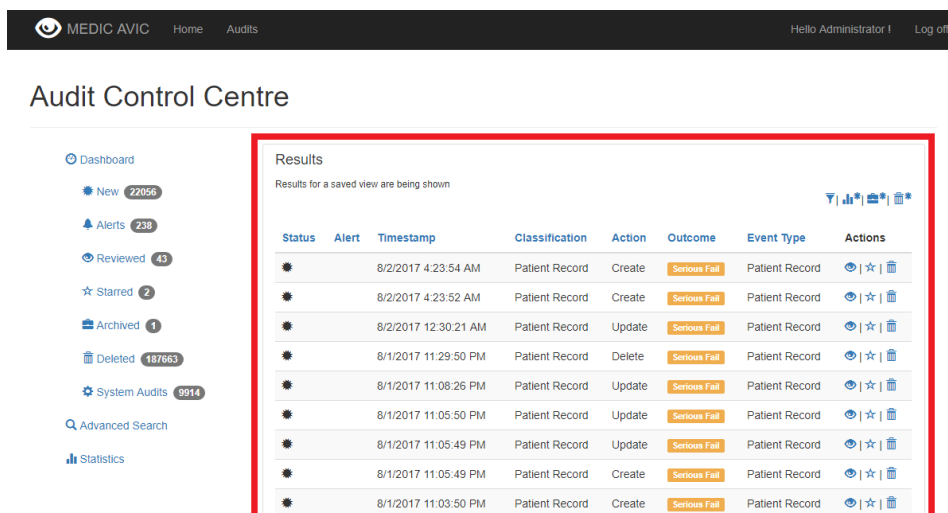 MEDIC AVIC Home Audits Hello Administrator ! Log off
Audit Control Centre
Dashboard
New 22056
Alerts 238
Reviewed 43
Starred 2
Archived 1
Deleted 187663
System Audits 9914
Advanced Search
Statistics
Results
Results for a saved view are being shown
Status Alert Timestamp Classification Action Outcome Event Type Actions
8/2/2017 4:23:54 AM Patient Record Create Serious Fail Patient Record
8/2/2017 4:23:52 AM Patient Record Create Serious Fail Patient Record
8/2/2017 12:30:21 AM Patient Record Update Serious Fail Patient Record
8/1/2017 11:29:50 PM Patient Record Delete Serious Fail Patient Record
8/1/2017 11:08:26 PM Patient Record Update Serious Fail Patient Record
8/1/2017 11:05:50 PM Patient Record Update Serious Fail Patient Record
8/1/2017 11:05:49 PM Patient Record Update Serious Fail Patient Record
8/1/2017 11:05:49 PM Patient Record Create Serious Fail Patient Record
8/1/2017 11:03:50 PM Patient Record Create Serious Fail Patient Record